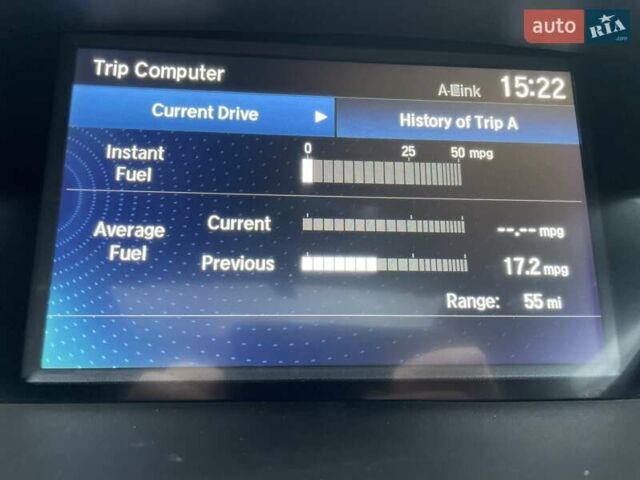 auto RIA.com
Trip Computer
A-Link 15:22
Current Drive
History of Trip A
Instant Fuel
0 25 50 mpg
Average Fuel
Current --.-- mpg
Previous 17.2 mpg
Range: 55 mi